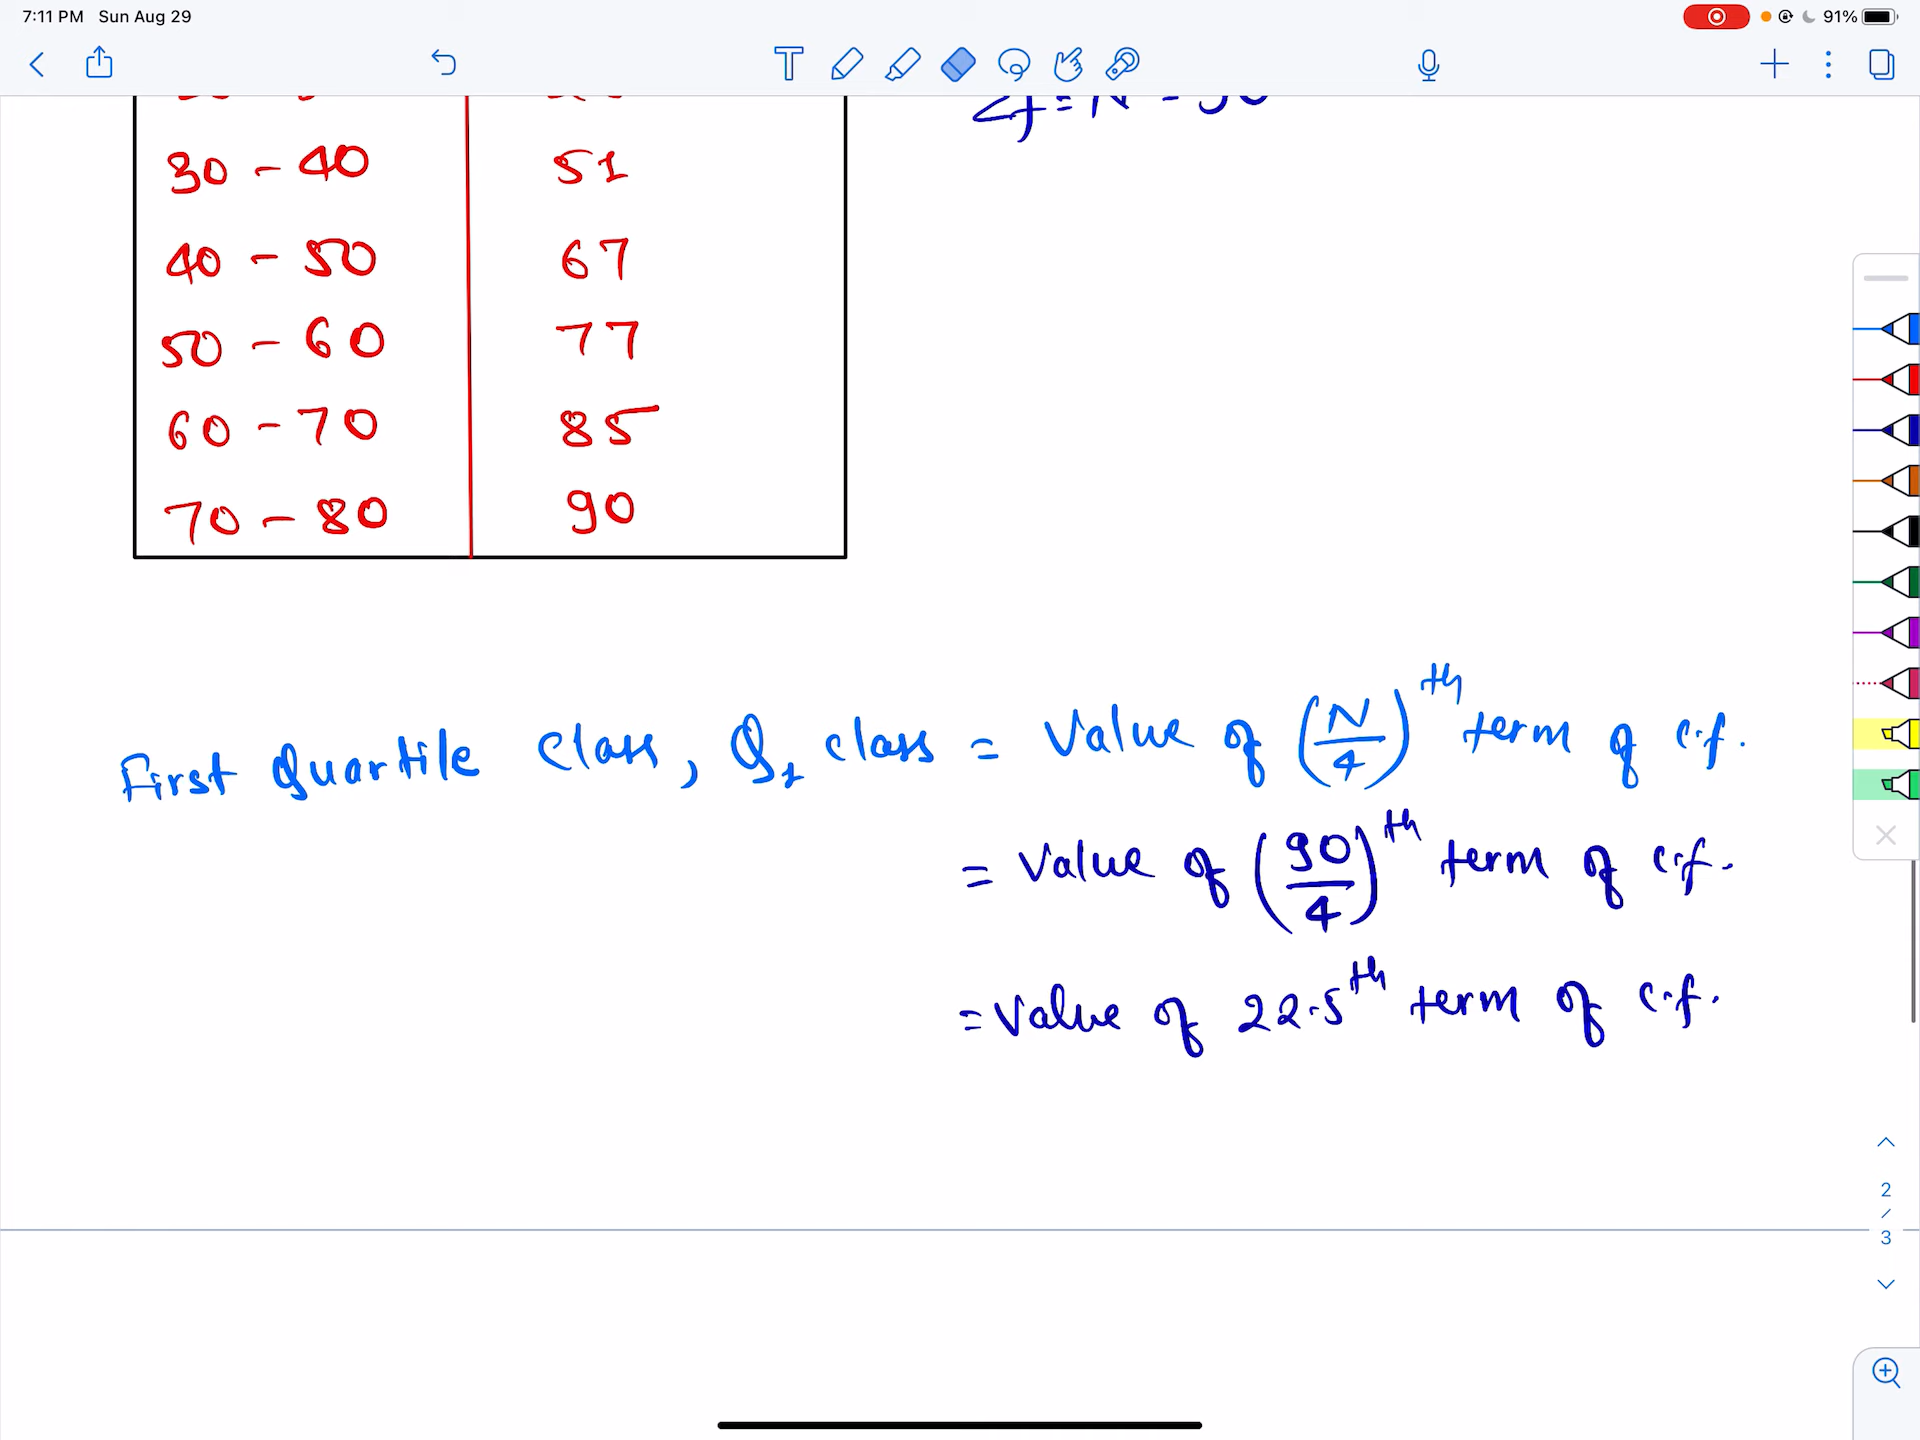 7:11 PM Sun Aug 29
91%
30 - 40 51
40 - 50 67
50 - 60 77
60 - 70 85
70 - 80 90
First Quartile Class, Q1 class = Value of (N/4)th term of c.f.
= Value of (90/4)th term of c.f.
= Value of 22.5th term of c.f.
2
/
3